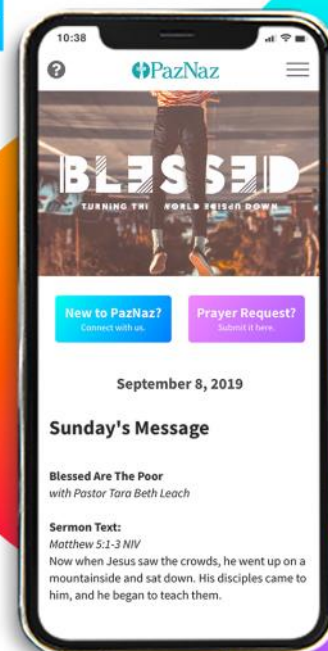 10:38
?
PazNaz
BLESSED
TURNING THE WORLD UPSIDE DOWN
New to PazNaz?
Connect with us.
Prayer Request?
Submit it here.
September 8, 2019
Sunday's Message
Blessed Are The Poor
with Pastor Tara Beth Leach
Sermon Text:
Matthew 5:1-3 NIV
Now when Jesus saw the crowds, he went up on a
mountainside and sat down. His disciples came to
him, and he began to teach them.